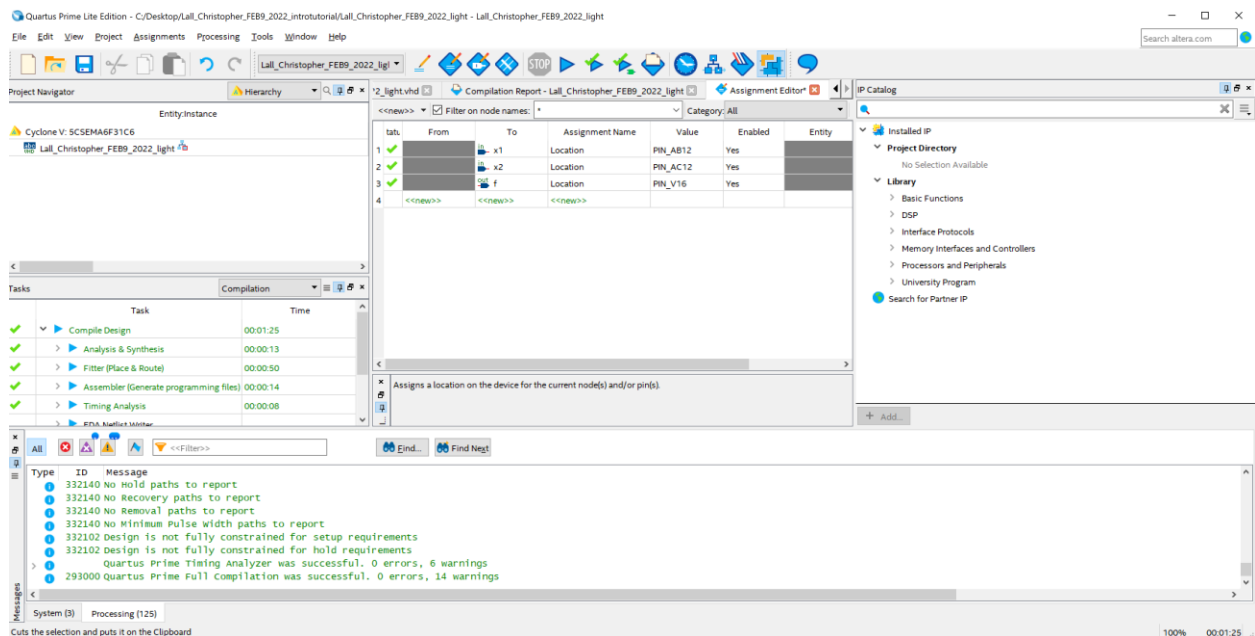 Quartus Prime Lite Edition - C:/Desktop/Lall_Christopher_FEB9_2022_introtutorial/Lall_Christopher_FEB9_2022_light - Lall_Christopher_FEB9_2022_light
File Edit View Project Assignments Processing Tools Window Help
Search altera.com
Lall_Christopher_FEB9_2022_ligl
STOP
Project Navigator Hierarchy
Entity:Instance
Cyclone V: 5CSEMA6F31C6
Lall_Christopher_FEB9_2022_light
Tasks Compilation
Task Time
Compile Design 00:01:25
Analysis & Synthesis 00:00:13
Fitter (Place & Route) 00:00:50
Assembler (Generate programming files) 00:00:14
Timing Analysis 00:00:08
EDA Netlist Writer
'2_light.vhd Compilation Report - Lall_Christopher_FEB9_2022_light Assignment Editor*
<<new>> Filter on node names: * Category: All
tatu From To Assignment Name Value Enabled Entity
1 in x1 Location PIN_AB12 Yes
2 in x2 Location PIN_AC12 Yes
3 out f Location PIN_V16 Yes
4 <<new>> <<new>> <<new>>
Assigns a location on the device for the current node(s) and/or pin(s).
IP Catalog
Installed IP
Project Directory
No Selection Available
Library
Basic Functions
DSP
Interface Protocols
Memory Interfaces and Controllers
Processors and Peripherals
University Program
Search for Partner IP
+ Add...
All <<Filter>> Find... Find Next
Type ID Message
332140 No Hold paths to report
332140 No Recovery paths to report
332140 No Removal paths to report
332140 No Minimum Pulse Width paths to report
332102 Design is not fully constrained for setup requirements
332102 Design is not fully constrained for hold requirements
Quartus Prime Timing Analyzer was successful. 0 errors, 6 warnings
293000 Quartus Prime Full Compilation was successful. 0 errors, 14 warnings
Messages
System (3) Processing (125)
Cuts the selection and puts it on the Clipboard
100% 00:01:25